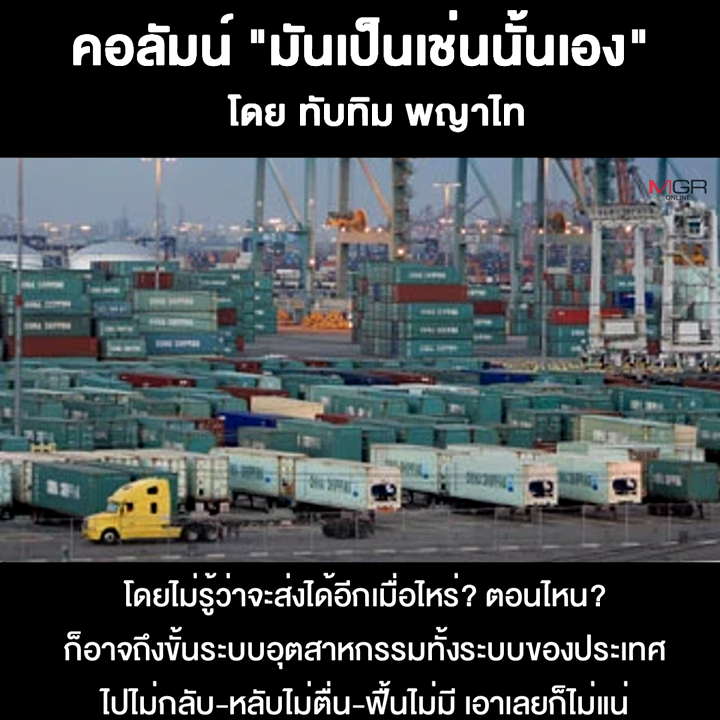 คอลัมน์ "มันเป็นเช่นนั้นเอง"
โดย ทับทิม พญาไท
MGR
ONLINE
CHINA SHIPPING
CHINA SHIPPING
CHINA SHIPPING
โดยไม่รู้ว่าจะส่งได้อีกเมื่อไหร่? ตอนไหน?
ก็อาจถึงขั้นระบบอุตสาหกรรมทั้งระบบของประเทศ
ไปไม่กลับ-หลับไม่ตื่น-ฟื้นไม่มี เอาเลยก็ไม่แน่